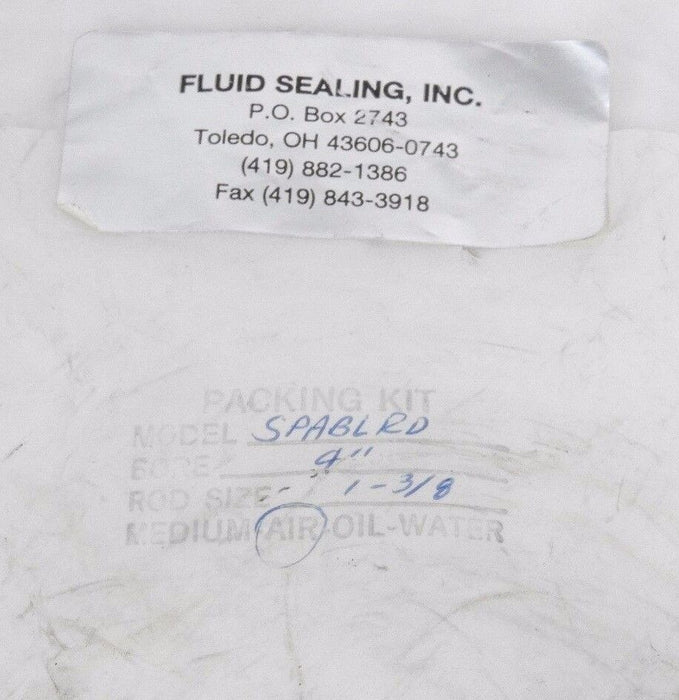 FLUID SEALING, INC.
P.O. Box 2743
Toledo, OH 43606-0743
(419) 882-1386
Fax (419) 843-3918
PACKING KIT
MODEL SPABLRD
BORE 4"
ROD SIZE 1-3/8
MEDIUM-AIR-OIL-WATER